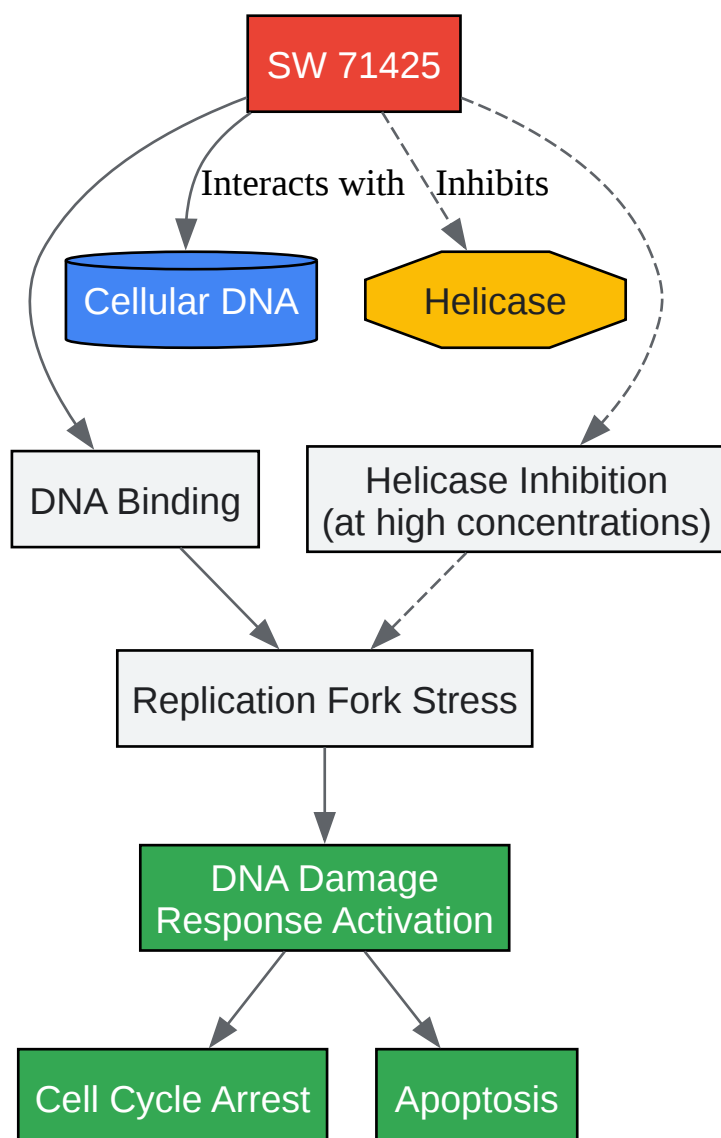 SW 71425
Interacts with
Inhibits
Cellular DNA
Helicase
DNA Binding
Helicase Inhibition
(at high concentrations)
Replication Fork Stress
DNA Damage
Response Activation
Cell Cycle Arrest
Apoptosis